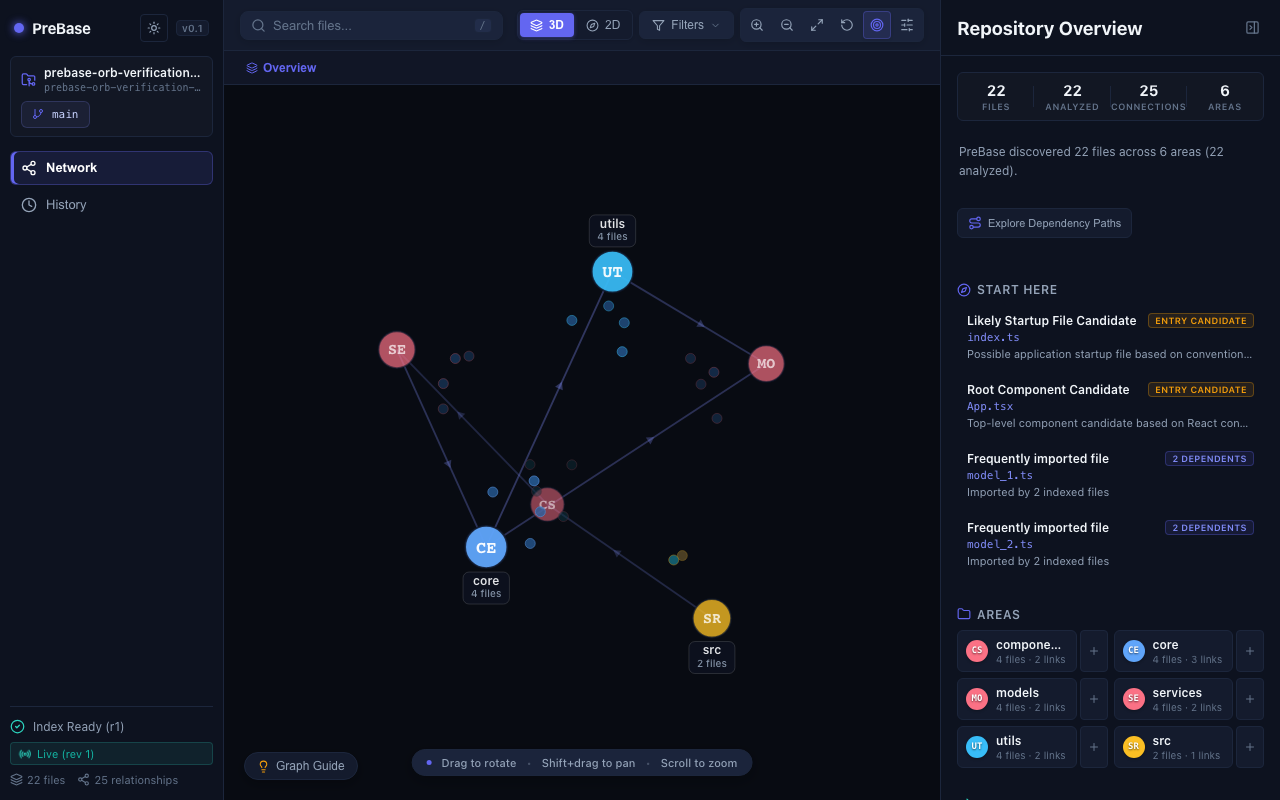 PreBase
v0.1
prebase-orb-verification...
prebase-orb-verification-…
main
Network
History
Index Ready (r1)
Live (rev 1)
22 files
25 relationships
Search files...
/
3D
2D
Filters
Overview
utils
4 files
UT
SE
MO
CS
CE
core
4 files
SR
src
2 files
Graph Guide
Drag to rotate · Shift+drag to pan · Scroll to zoom
Repository Overview
22
FILES
22
ANALYZED
25
CONNECTIONS
6
AREAS
PreBase discovered 22 files across 6 areas (22
analyzed).
Explore Dependency Paths
START HERE
Likely Startup File Candidate
ENTRY CANDIDATE
index.ts
Possible application startup file based on convention...
Root Component Candidate
ENTRY CANDIDATE
App.tsx
Top-level component candidate based on React con...
Frequently imported file
2 DEPENDENTS
model_1.ts
Imported by 2 indexed files
Frequently imported file
2 DEPENDENTS
model_2.ts
Imported by 2 indexed files
AREAS
CS
compone...
4 files · 2 links
+
CE
core
4 files · 3 links
+
MO
models
4 files · 2 links
+
SE
services
4 files · 2 links
+
UT
utils
4 files · 2 links
+
SR
src
2 files · 1 links
+